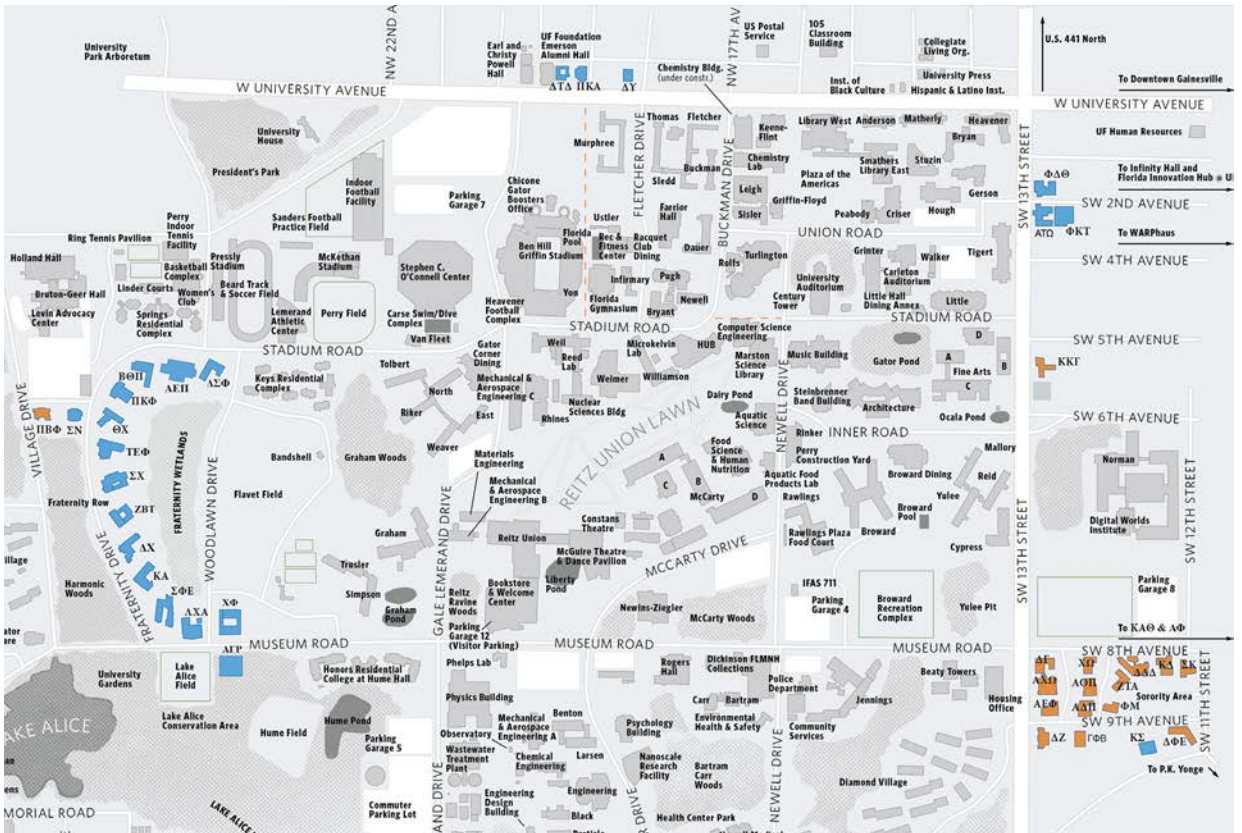 University
Park Arboretum
NW 22ND A
Earl and
Christy
Powell
Hall
UF Foundation
Emerson
Alumni Hall
ΔΤΔ
ΠΚΑ
ΔΥ
Chemistry Bldg.
(under constr.)
NW 17TH AV
US Postal
Service
105
Classroom
Building
Collegiate
Living Org.
University Press
Inst. of
Black Culture
Hispanic & Latino Inst.
U.S. 441 North
To Downtown Gainesville
W UNIVERSITY AVENUE
W UNIVERSITY AVENUE
UF Human Resources
To Infinity Hall and
Florida Innovation Hub @ U
ΦΔΘ
SW 2ND AVENUE
ΑΤΩ
ΦΚΤ
To WARPhaus
SW 4TH AVENUE
SW 13TH STREET
University
House
President's Park
Indoor
Football
Facility
Sanders Football
Practice Field
Parking
Garage 7
Chicone
Gator
Boosters
Office
Murphree
FLETCHER DRIVE
Thomas
Fletcher
Sledd
Buckman
BUCKMAN DRIVE
Keene-
Flint
Chemistry
Lab
Leigh
Sisler
Griffin-Floyd
Library West
Anderson
Matherly
Heavener
Bryan
Smathers
Library East
Stuzin
Plaza of the
Americas
Gerson
Peabody
Criser
Hough
UNION ROAD
Ring Tennis Pavilion
Perry
Indoor
Tennis
Facility
Holland Hall
Bruton-Geer Hall
Levin Advocacy
Center
Basketball
Complex
Linder Courts
Women's
Club
Springs
Residential
Complex
Pressly
Stadium
Beard Track
& Soccer Field
McKethan
Stadium
Lemerand
Athletic
Center
Perry Field
Stephen C.
O'Connell Center
Carse Swim/Dive
Complex
Van Fleet
Ben Hill
Griffin Stadium
Heavener
Football
Complex
Yon
Florida
Pool
Ustler
Rec &
Fitness
Center
Racquet
Club
Dining
Farrior
Hall
Dauer
Infirmary
Pugh
Florida
Gymnasium
Newell
Bryant
Rolfs
Turlington
Century
Tower
University
Auditorium
Grinter
Walker
Tigert
Carleton
Auditorium
Little Hall
Dining Annex
Little
STADIUM ROAD
STADIUM ROAD
STADIUM ROAD
SW 5TH AVENUE
ΚΚΓ
SW 6TH AVENUE
ΒΘΠ
ΑΕΠ
ΔΣΦ
ΠΚΦ
ΠΒΦ
ΣΝ
ΘΧ
ΤΕΦ
ΣΧ
ΖΒΤ
ΔΧ
ΚΑ
ΣΦΕ
ΛΧΑ
ΧΦ
ΑΓΡ
VILLAGE DRIVE
Fraternity Row
FRATERNITY DRIVE
FRATERNITY WETLANDS
WOODLAWN DRIVE
Harmonic
Woods
Keys Residential
Complex
Tolbert
North
Riker
East
Weaver
Gator
Corner
Dining
Mechanical &
Aerospace
Engineering C
Weil
Reed
Lab
Rhines
Nuclear
Sciences Bldg
Weimer
Microkelvin
Lab
Williamson
HUB
Computer Science
Engineering
Marston
Science
Library
Music Building
Gator Pond
A
D
B
Fine Arts
C
Steinbrenner
Band Building
Architecture
Ocala Pond
INNER ROAD
Dairy Pond
Aquatic
Science
NEWELL DRIVE
Rinker
Perry
Construction Yard
Food
Science
& Human
Nutrition
Aquatic Food
Products Lab
A
B
C
D
McCarty
Rawlings
Rawlings Plaza
Food Court
Broward Dining
Broward
Pool
Broward
Mallory
Reid
Yulee
Cypress
Norman
Digital Worlds
Institute
SW 12TH STREET
SW 13TH STREET
REITZ UNION LAWN
Bandshell
Graham Woods
Flavet Field
Materials
Engineering
Mechanical
& Aerospace
Engineering B
Graham
Trusler
Simpson
Graham
Pond
GALE LEMERAND DRIVE
Reitz Union
Constans
Theatre
McGuire Theatre
& Dance Pavilion
Bookstore
& Welcome
Center
Liberty
Pond
Reitz
Ravine
Woods
Parking
Garage 12
(Visitor Parking)
MCCARTY DRIVE
Newins-Ziegler
McCarty Woods
IFAS 711
Parking
Garage 4
Broward
Recreation
Complex
Yulee Pit
Parking
Garage 8
To ΚΑΘ & ΑΦ
MUSEUM ROAD
MUSEUM ROAD
MUSEUM ROAD
SW 8TH AVENUE
University
Gardens
Lake
Alice
Field
Lake Alice
Conservation Area
LAKE ALICE
Honors Residential
College at Hume Hall
Hume Pond
Hume Field
Parking
Garage 5
Commuter
Parking Lot
Phelps Lab
Physics Building
Observatory
Wastewater
Treatment
Plant
Mechanical
& Aerospace
Engineering A
Benton
Chemical
Engineering
Larsen
Engineering
Design
Building
Engineering
Black
Rogers
Hall
Dickinson FLMNH
Collections
Carr
Bartram
Environmental
Health & Safety
Psychology
Building
Nanoscale
Research
Facility
Bartram
Carr
Woods
Health Center Park
Police
Department
Community
Services
NEWELL DRIVE
Jennings
Beaty Towers
Housing
Office
Diamond Village
ΔΓ
ΧΩ
ΔΔΔ
ΚΔ
ΣΚ
ΑΧΩ
ΑΟΠ
ΖΤΑ
Sorority Area
ΑΕΦ
ΑΔΠ
ΦΜ
SW 9TH AVENUE
SW 11TH STREET
ΔΖ
ΓΦΒ
ΚΣ
ΔΦΕ
To P.K. Yonge
MORIAL ROAD
AND DRIVE